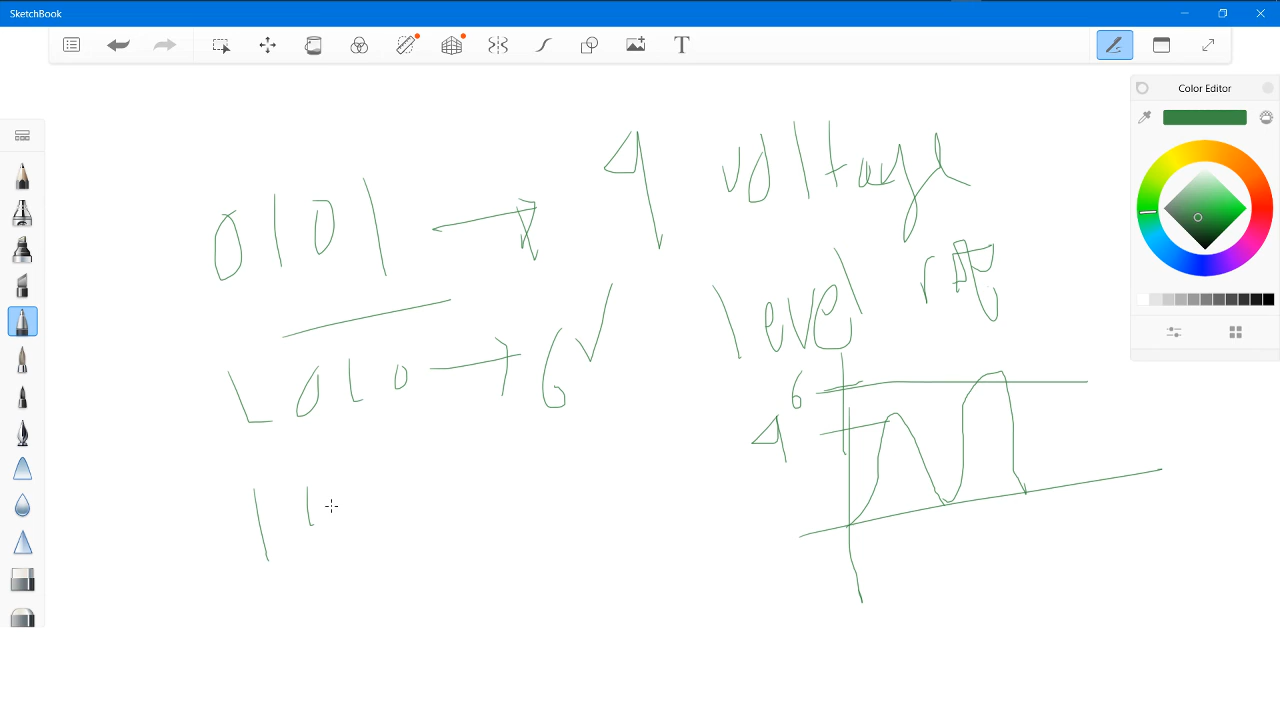 SketchBook
Color Editor
0101 → 4 voltage
level
1010 → 6V
6
4
11